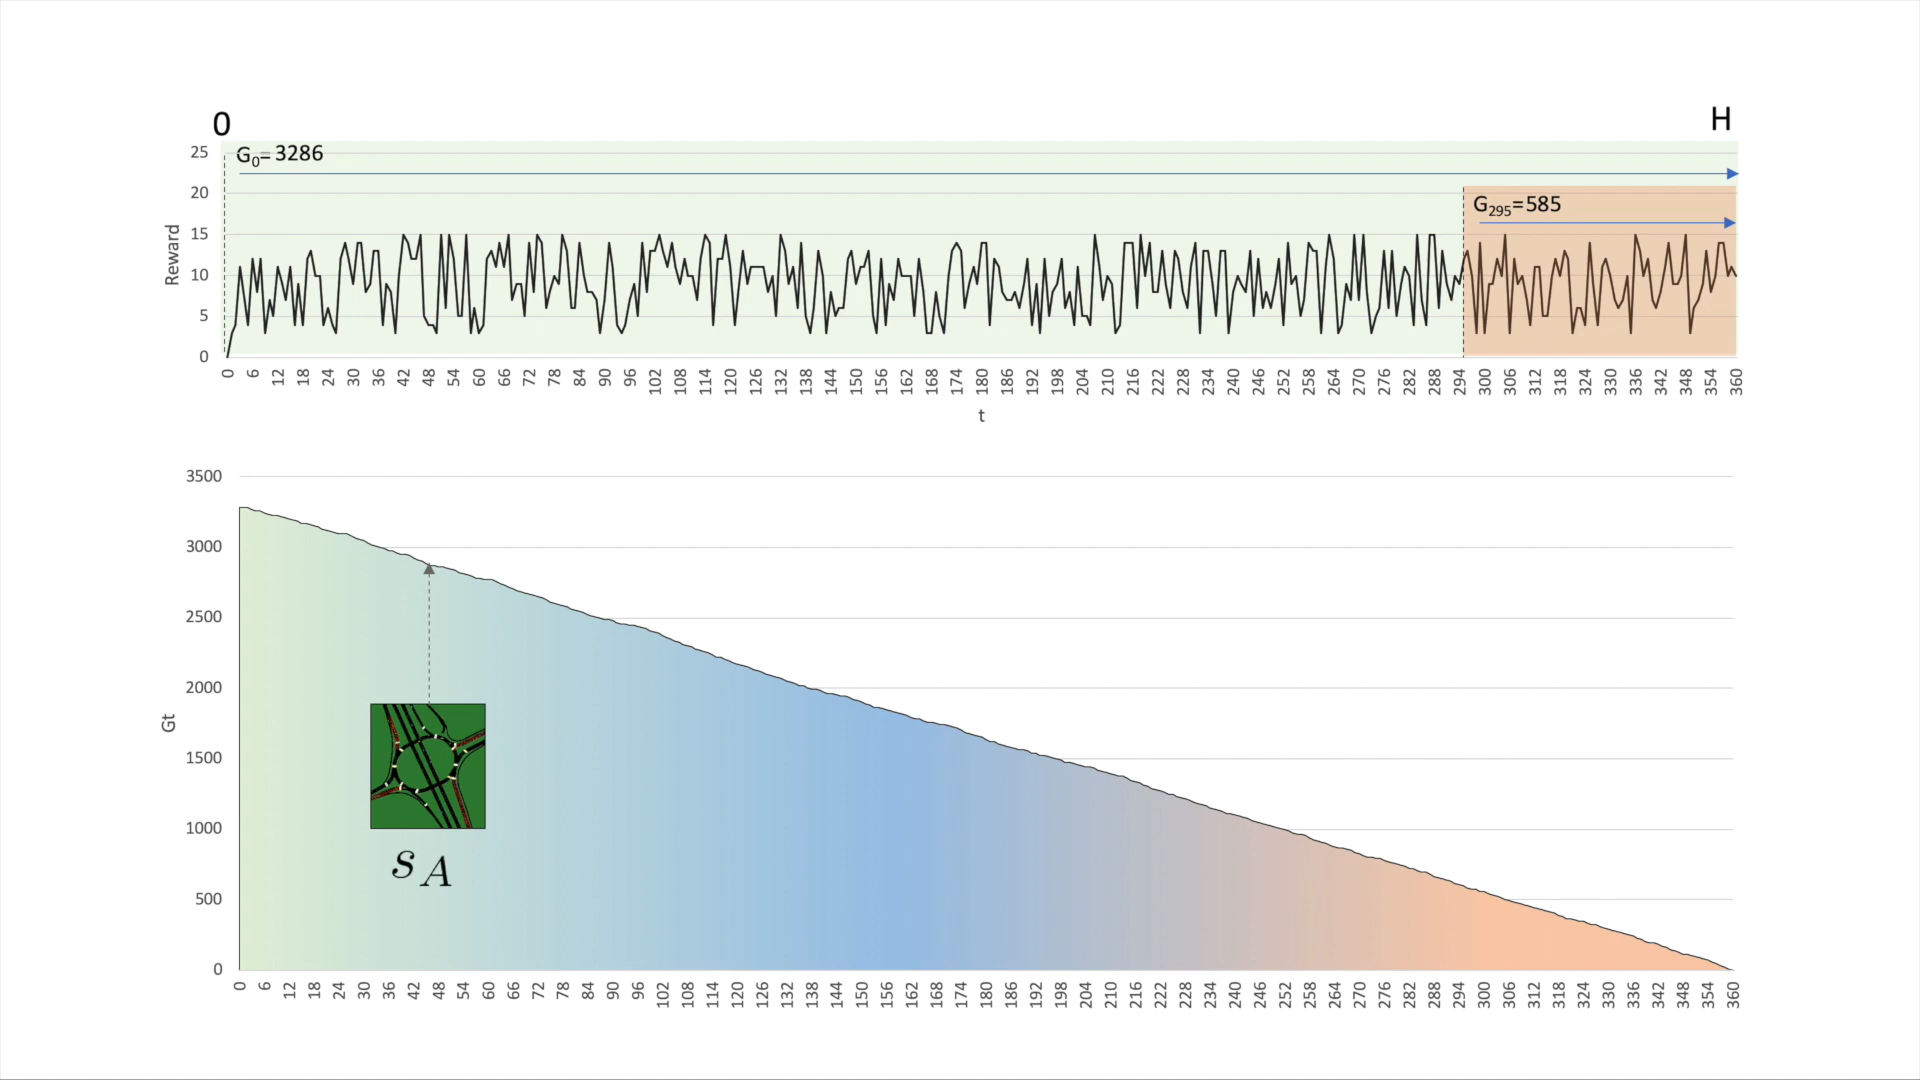 0 H
25
G0= 3286
20
G295=585
15
10
5
0
Reward
0 6 12 18 24 30 36 42 48 54 60 66 72 78 84 90 96 102 108 114 120 126 132 138 144 150 156 162 168 174 180 186 192 198 204 210 216 222 228 234 240 246 252 258 264 270 276 282 288 294 300 306 312 318 324 330 336 342 348 354 360
t
3500
3000
2500
2000
1500
1000
500
0
Gt
sA
0 6 12 18 24 30 36 42 48 54 60 66 72 78 84 90 96 102 108 114 120 126 132 138 144 150 156 162 168 174 180 186 192 198 204 210 216 222 228 234 240 246 252 258 264 270 276 282 288 294 300 306 312 318 324 330 336 342 348 354 360